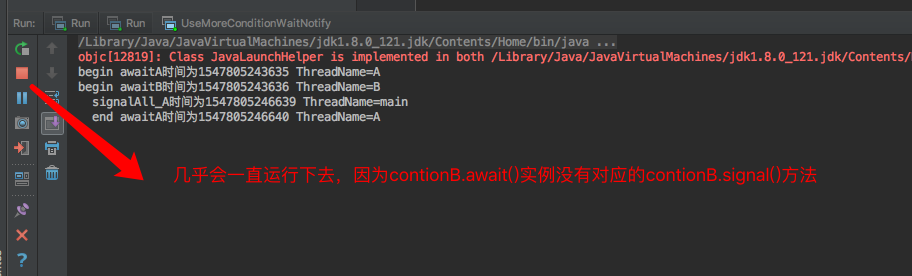 Run: Run Run UseMoreConditionWaitNotify
/Library/Java/JavaVirtualMachines/jdk1.8.0_121.jdk/Contents/Home/bin/java ...
objc[12819]: Class JavaLaunchHelper is implemented in both /Library/Java/JavaVirtualMachines/jdk1.8.0_121.jdk/Contents/
begin awaitA时间为1547805243635 ThreadName=A
begin awaitB时间为1547805243636 ThreadName=B
signalAll_A时间为1547805246639 ThreadName=main
end awaitA时间为1547805246640 ThreadName=A
几乎会一直运行下去，因为contionB.await()实例没有对应的contionB.signal()方法